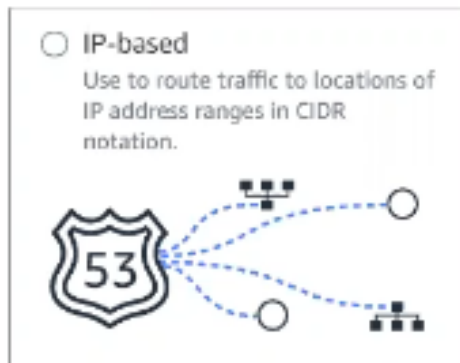 IP-based
Use to route traffic to locations of
IP address ranges in CIDR
notation.
53